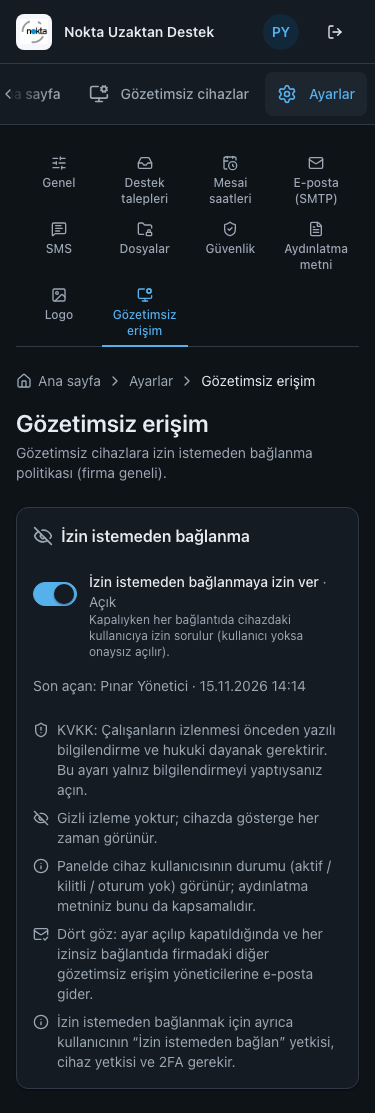 nokta
Nokta Uzaktan Destek
PY
sayfa
Gözetimsiz cihazlar
Ayarlar
Genel
Destek talepleri
Mesai saatleri
E-posta (SMTP)
SMS
Dosyalar
Güvenlik
Aydınlatma metni
Logo
Gözetimsiz erişim
Ana sayfa > Ayarlar > Gözetimsiz erişim
Gözetimsiz erişim
Gözetimsiz cihazlara izin istemeden bağlanma
politikası (firma geneli).
İzin istemeden bağlanma
İzin istemeden bağlanmaya izin ver ·
Açık
Kapalıyken her bağlantıda cihazdaki
kullanıcıya izin sorulur (kullanıcı yoksa
onaysız açılır).
Son açan: Pınar Yönetici · 15.11.2026 14:14
KVKK: Çalışanların izlenmesi önceden yazılı
bilgilendirme ve hukuki dayanak gerektirir.
Bu ayarı yalnız bilgilendirmeyi yaptıysanız
açın.
Gizli izleme yoktur; cihazda gösterge her
zaman görünür.
Panelde cihaz kullanıcısının durumu (aktif /
kilitli / oturum yok) görünür; aydınlatma
metniniz bunu da kapsamalıdır.
Dört göz: ayar açılıp kapatıldığında ve her
izinsiz bağlantıda firmadaki diğer
gözetimsiz erişim yöneticilerine e-posta
gider.
İzin istemeden bağlanmak için ayrıca
kullanıcının “İzin istemeden bağlan” yetkisi,
cihaz yetkisi ve 2FA gerekir.